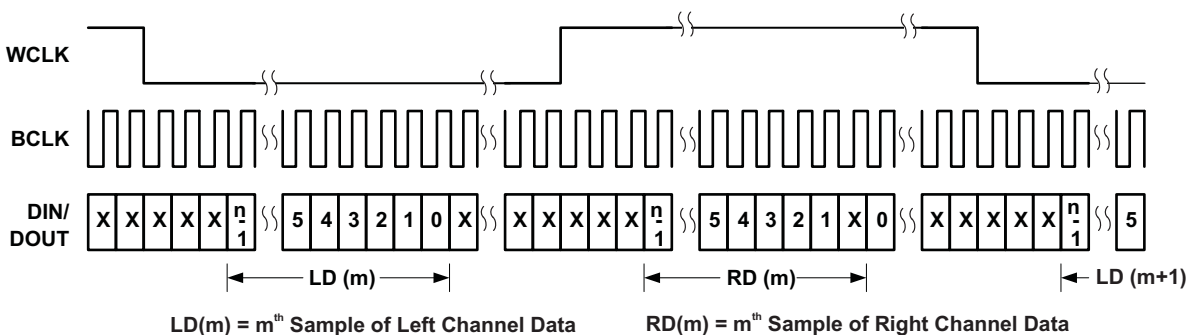 WCLK
BCLK
DIN/
DOUT
X X X X X n-1 5 4 3 2 1 0 X X X X X X n-1 5 4 3 2 1 X 0 X X X X X n-1 5
LD (m) RD (m) LD (m+1)
LD(m) = mth Sample of Left Channel Data RD(m) = mth Sample of Right Channel Data